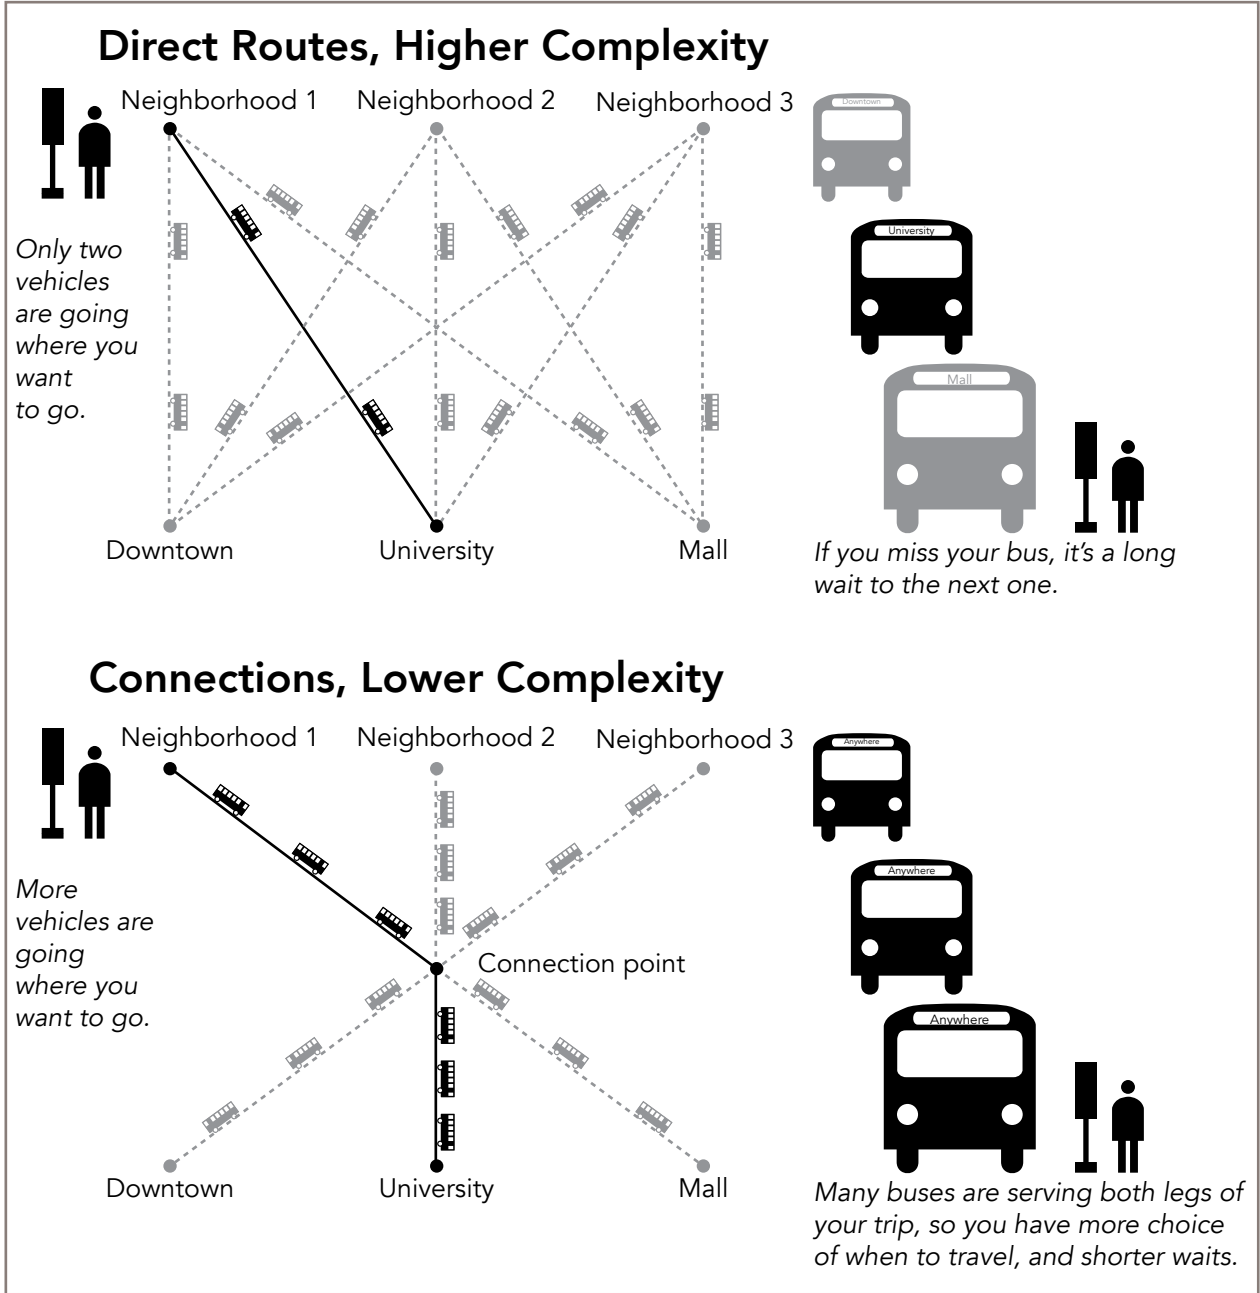 Direct Routes, Higher Complexity
Neighborhood 1
Neighborhood 2
Neighborhood 3
Downtown
University
Mall
Only two
vehicles
are going
where you
want
to go.
Downtown
University
Mall
If you miss your bus, it's a long
wait to the next one.
Connections, Lower Complexity
Neighborhood 1
Neighborhood 2
Neighborhood 3
Anywhere
Anywhere
Anywhere
More
vehicles are
going
where you
want to go.
Connection point
Downtown
University
Mall
Many buses are serving both legs of
your trip, so you have more choice
of when to travel, and shorter waits.